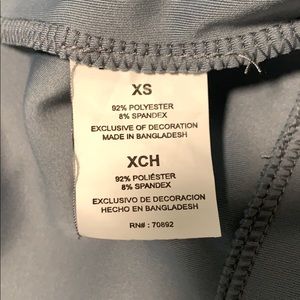 XS
92% POLYESTER
8% SPANDEX
EXCLUSIVE OF DECORATION
MADE IN BANGLADESH
XCH
92% POLIÉSTER
8% SPANDEX
EXCLUSIVO DE DECORACION
HECHO EN BANGLADESH
RN# : 70892